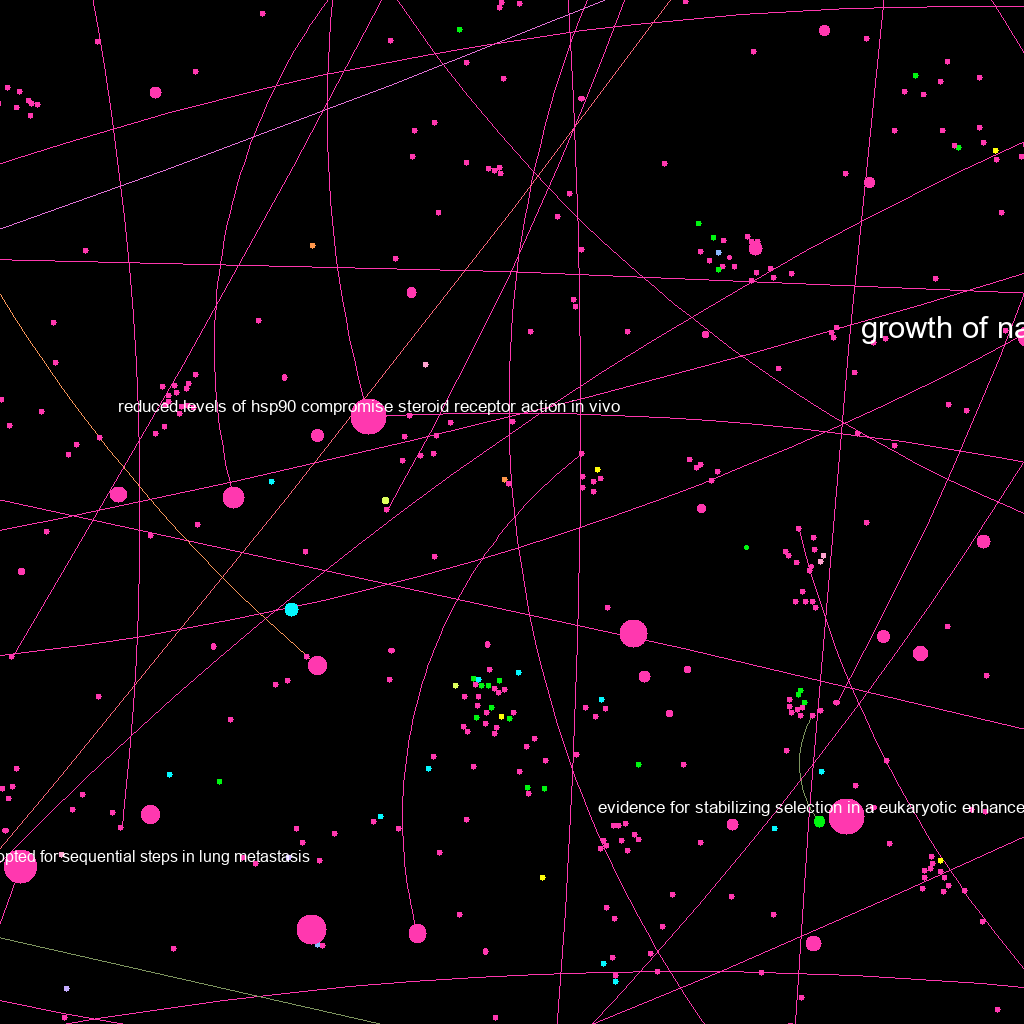 growth of na
reduced levels of hsp90 compromise steroid receptor action in vivo
evidence for stabilizing selection in a eukaryotic enhance
opted for sequential steps in lung metastasis